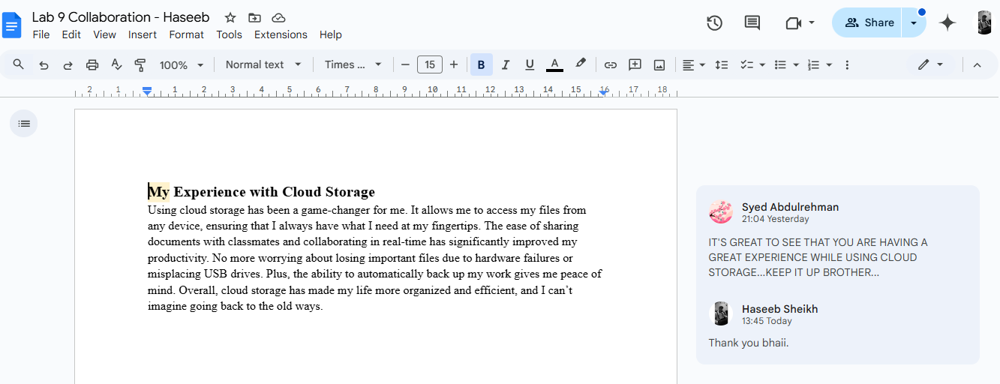 Lab 9 Collaboration - Haseeb
File Edit View Insert Format Tools Extensions Help
Share
100% Normal text Times ... 15 B I U A
2 1 1 2 3 4 5 6 7 8 9 10 11 12 13 14 15 16 17 18
My Experience with Cloud Storage
Using cloud storage has been a game-changer for me. It allows me to access my files from
any device, ensuring that I always have what I need at my fingertips. The ease of sharing
documents with classmates and collaborating in real-time has significantly improved my
productivity. No more worrying about losing important files due to hardware failures or
misplacing USB drives. Plus, the ability to automatically back up my work gives me peace of
mind. Overall, cloud storage has made my life more organized and efficient, and I can’t
imagine going back to the old ways.
Syed Abdulrehman
21:04 Yesterday
IT'S GREAT TO SEE THAT YOU ARE HAVING A
GREAT EXPERIENCE WHILE USING CLOUD
STORAGE...KEEP IT UP BROTHER...
Haseeb Sheikh
13:45 Today
Thank you bhaii.